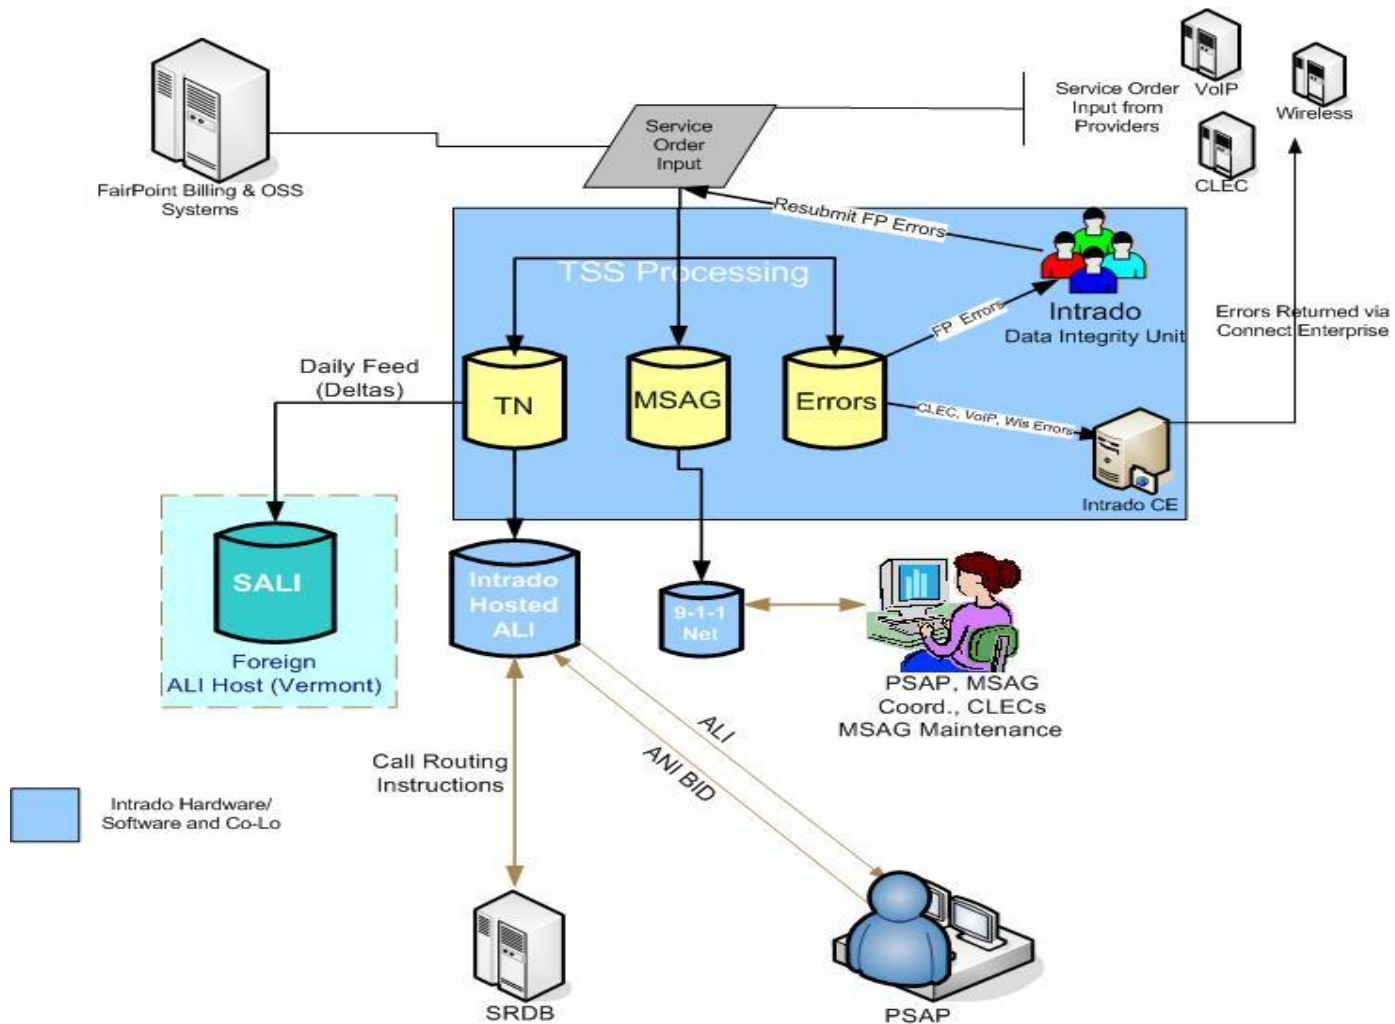 VoIP
Service Order
Input from
Providers
Wireless
CLEC
Service
Order
Input
FairPoint Billing & OSS
Systems
Resubmit FP Errors
TSS Processing
Intrado
Data Integrity Unit
FP Errors
Errors Returned via
Connect Enterprise
Daily Feed
(Deltas)
TN
MSAG
Errors
CLEC, VoIP, Wls Errors
Intrado CE
SALI
Foreign
ALI Host (Vermont)
Intrado
Hosted
ALI
9-1-1
Net
PSAP, MSAG
Coord., CLECs
MSAG Maintenance
ALI
ANI BID
Call Routing
Instructions
Intrado Hardware/
Software and Co-Lo
SRDB
PSAP